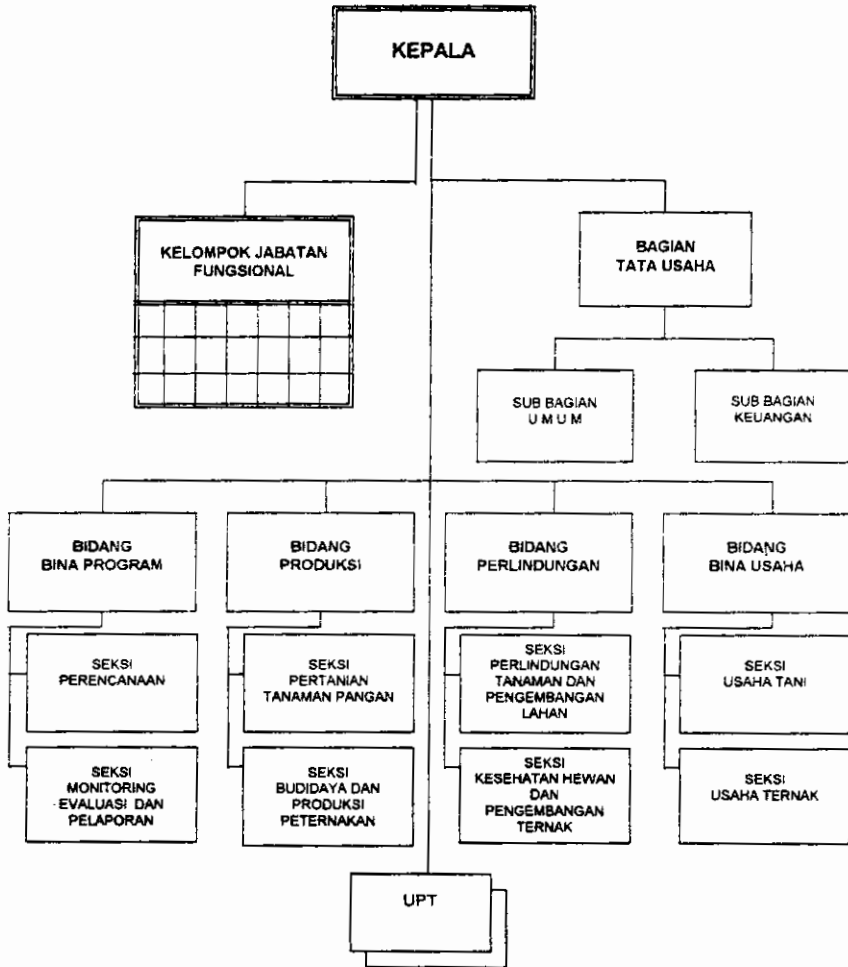 KEPALA
KELOMPOK JABATAN
FUNGSIONAL
BAGIAN
TATA USAHA
SUB BAGIAN
U M U M
SUB BAGIAN
KEUANGAN
BIDANG
BINA PROGRAM
BIDANG
PRODUKSI
BIDANG
PERLINDUNGAN
BIDANG
BINA USAHA
SEKSI
PERENCANAAN
SEKSI
PERTANIAN
TANAMAN PANGAN
SEKSI
PERLINDUNGAN
TANAMAN DAN
PENGEMBANGAN
LAHAN
SEKSI
USAHA TANI
SEKSI
MONITORING
EVALUASI DAN
PELAPORAN
SEKSI
BUDIDAYA DAN
PRODUKSI
PETERNAKAN
SEKSI
KESEHATAN HEWAN
DAN
PENGEMBANGAN
TERNAK
SEKSI
USAHA TERNAK
UPT